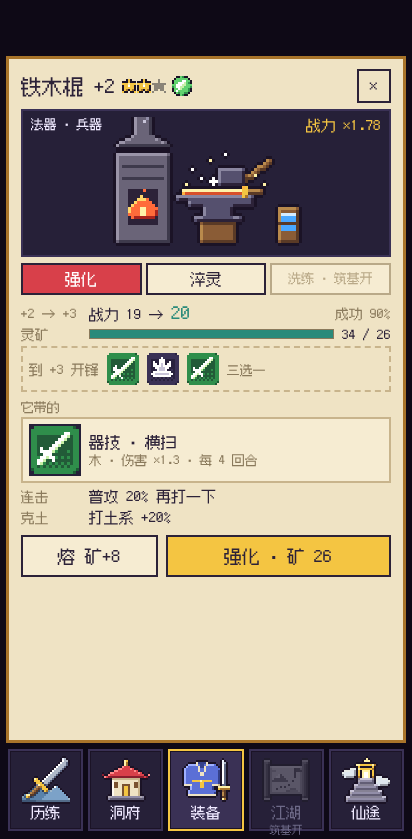 铁木棍 +2
×
法器 · 兵器
战力 ×1.78
强化
淬灵
洗练 · 筑基开
+2 → +3 战力 19 → 20 成功 90%
灵矿 34 / 26
到 +3 开锋 三选一
它带的
器技 · 横扫
木 · 伤害 ×1.3 · 每 4 回合
连击 普攻 20% 再打一下
克土 打土系 +20%
熔 矿+8
强化 · 矿 26
历练
洞府
装备
江湖
筑基开
仙途